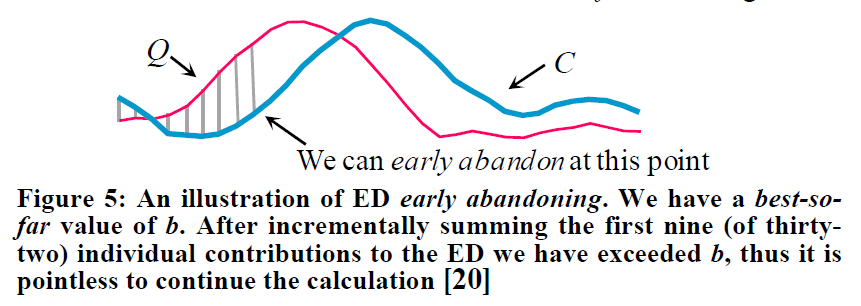 Q
C
We can early abandon at this point
Figure 5: An illustration of ED early abandoning. We have a best-so-
far value of b. After incrementally summing the first nine (of thirty-
two) individual contributions to the ED we have exceeded b, thus it is
pointless to continue the calculation [20]